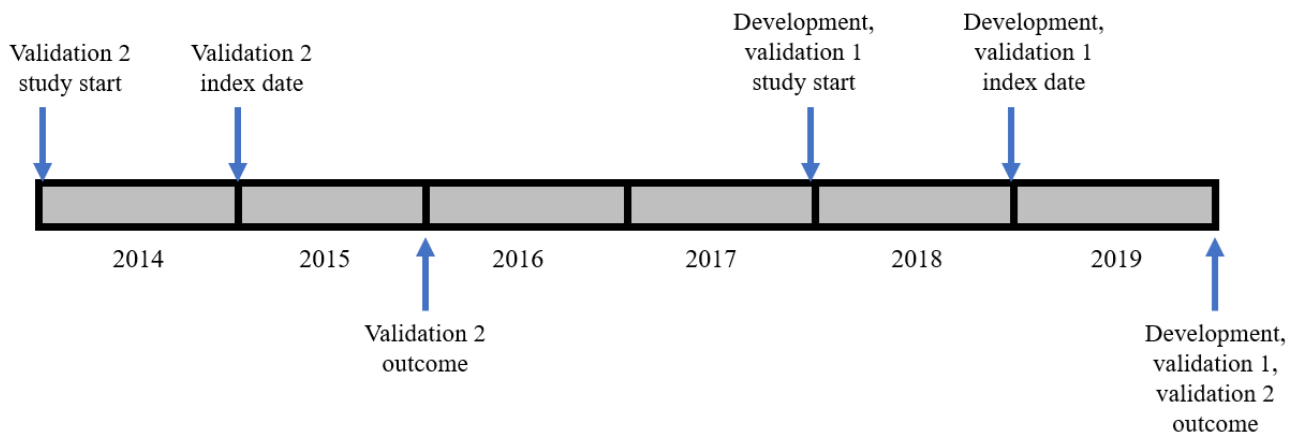 Validation 2
study start
Validation 2
index date
Development,
validation 1
study start
Development,
validation 1
index date
2014
2015
2016
2017
2018
2019
Validation 2
outcome
Development,
validation 1,
validation 2
outcome